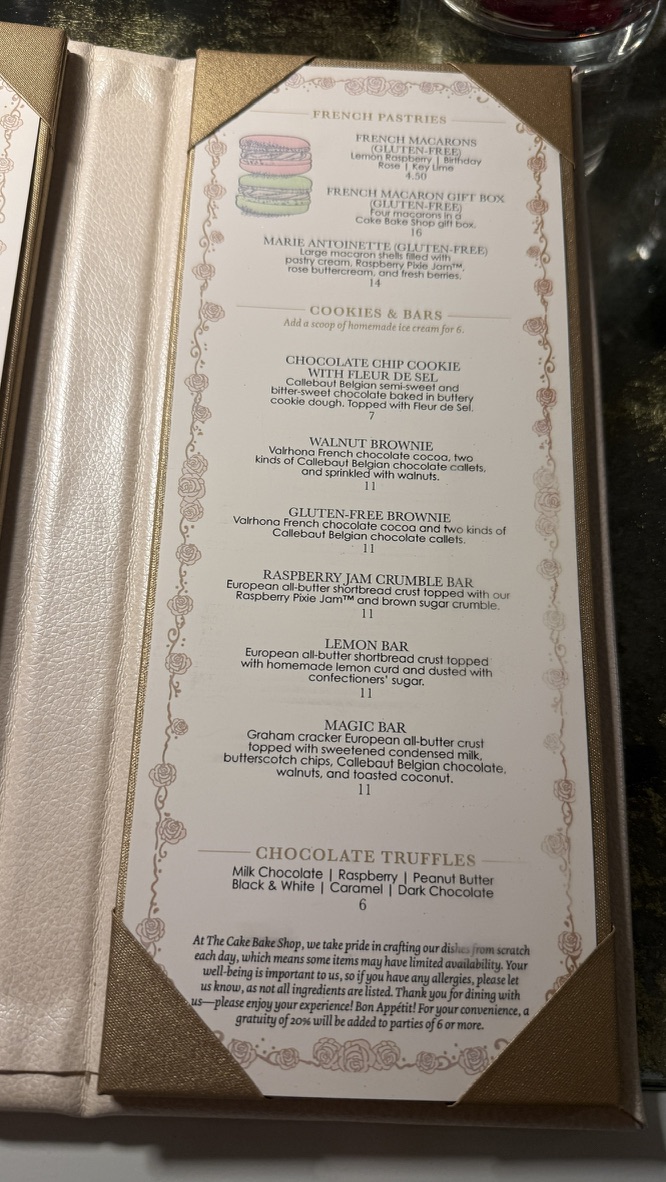 FRENCH PASTRIES
FRENCH MACARONS
(GLUTEN-FREE)
Lemon Raspberry | Birthday
Rose | Key Lime
4.50
FRENCH MACARON GIFT BOX
(GLUTEN-FREE)
Four macarons in a
Cake Bake Shop gift box.
16
MARIE ANTOINETTE (GLUTEN-FREE)
Large macaron shells filled with
pastry cream, Raspberry Pixie Jam™,
rose buttercream, and fresh berries.
14
COOKIES & BARS
Add a scoop of homemade ice cream for 6.
CHOCOLATE CHIP COOKIE
WITH FLEUR DE SEL
Callebaut Belgian semi-sweet and
bitter-sweet chocolate baked in buttery
cookie dough. Topped with Fleur de Sel.
7
WALNUT BROWNIE
Valrhona French chocolate cocoa, two
kinds of Callebaut Belgian chocolate callets,
and sprinkled with walnuts.
11
GLUTEN-FREE BROWNIE
Valrhona French chocolate cocoa and two kinds of
Callebaut Belgian chocolate callets.
11
RASPBERRY JAM CRUMBLE BAR
European all-butter shortbread crust topped with our
Raspberry Pixie Jam™ and brown sugar crumble.
11
LEMON BAR
European all-butter shortbread crust topped
with homemade lemon curd and dusted with
confectioners' sugar.
11
MAGIC BAR
Graham cracker European all-butter crust
topped with sweetened condensed milk,
butterscotch chips, Callebaut Belgian chocolate,
walnuts, and toasted coconut.
11
CHOCOLATE TRUFFLES
Milk Chocolate | Raspberry | Peanut Butter
Black & White | Caramel | Dark Chocolate
6
At The Cake Bake Shop, we take pride in crafting our dishes from scratch
each day, which means some items may have limited availability. Your
well-being is important to us, so if you have any allergies, please let
us know, as not all ingredients are listed. Thank you for dining with
us—please enjoy your experience! Bon Appétit! For your convenience, a
gratuity of 20% will be added to parties of 6 or more.